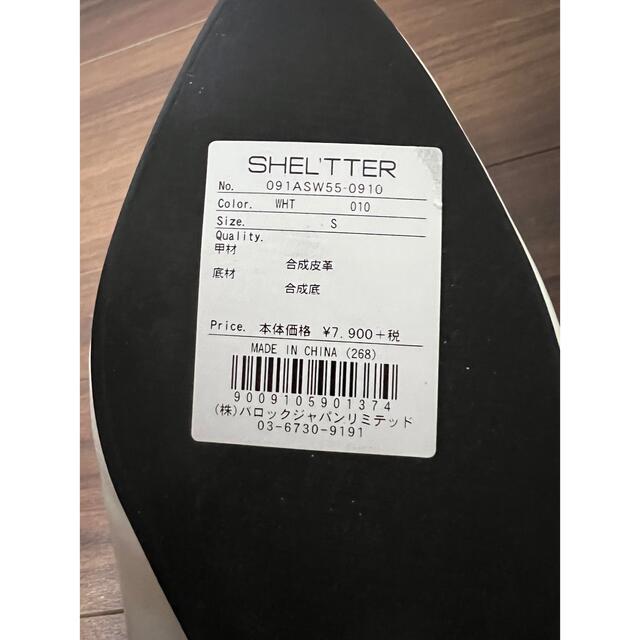 SHEL'TTER
No. 091ASW55-0910
Color. WHT 010
Size. S
Quality.
甲材
合成皮革
底材
合成底
Price. 本体価格 ¥7.900+税
MADE IN CHINA (268)
9009105901374
(株)バロックジャパンリミテッド
03-6730-9191